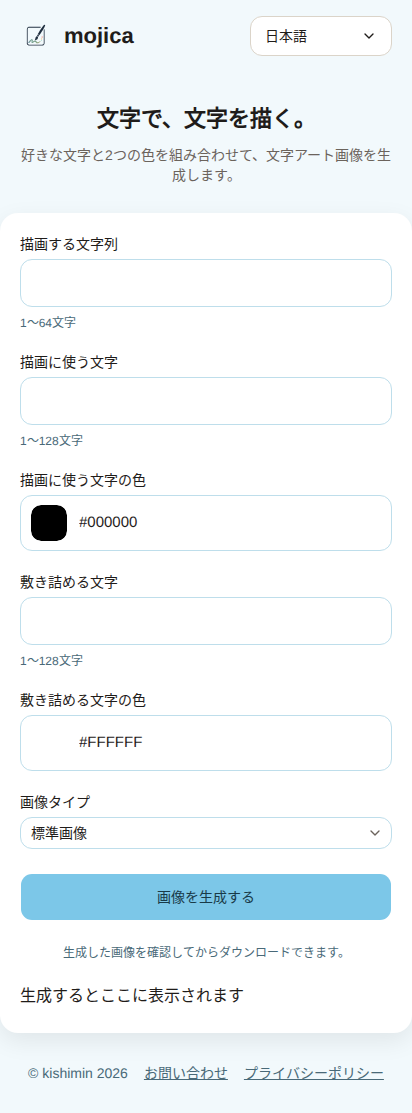 mojica
日本語
文字で、文字を描く。
好きな文字と2つの色を組み合わせて、文字アート画像を生
成します。
描画する文字列
1〜64文字
描画に使う文字
1〜128文字
描画に使う文字の色
#000000
敷き詰める文字
1〜128文字
敷き詰める文字の色
#FFFFFF
画像タイプ
標準画像
画像を生成する
生成した画像を確認してからダウンロードできます。
生成するとここに表示されます
© kishimin 2026 お問い合わせ プライバシーポリシー